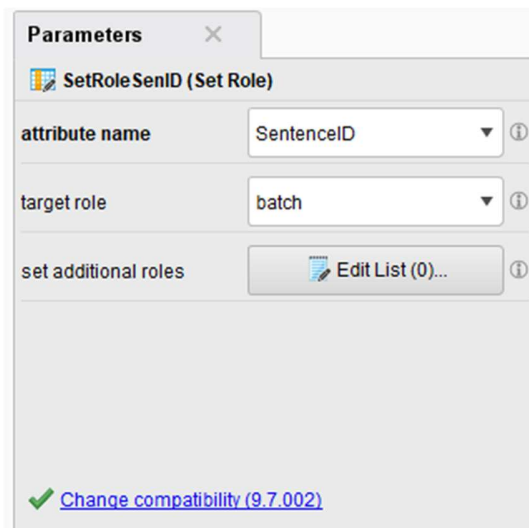 Parameters
SetRoleSenID (Set Role)
attribute name SentenceID
target role batch
set additional roles Edit List (0)...
Change compatibility (9.7.002)